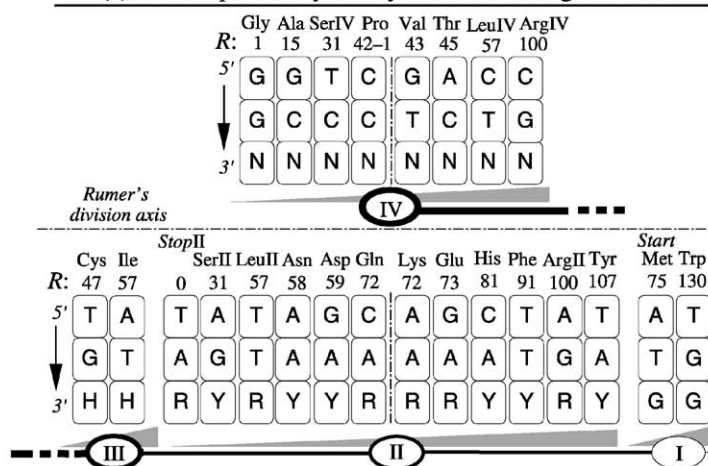 Gly Ala SerIV Pro Val Thr LeuIV ArgIV
R: 1 15 31 42–1 43 45 57 100
5' G G T C G A C C
G C C C T C T G
3' N N N N N N N N
Rumer's
division axis
IV
StopII Start
Cys Ile SerII LeuII Asn Asp Gln Lys Glu His Phe ArgII Tyr Met Trp
R: 47 57 0 31 57 58 59 72 72 73 81 91 100 107 75 130
5' T A T A T A G C A G C T A T A T
G T A G T A A A A A A T G A T G
3' H H R Y R Y Y R R R Y Y R Y G G
III II I